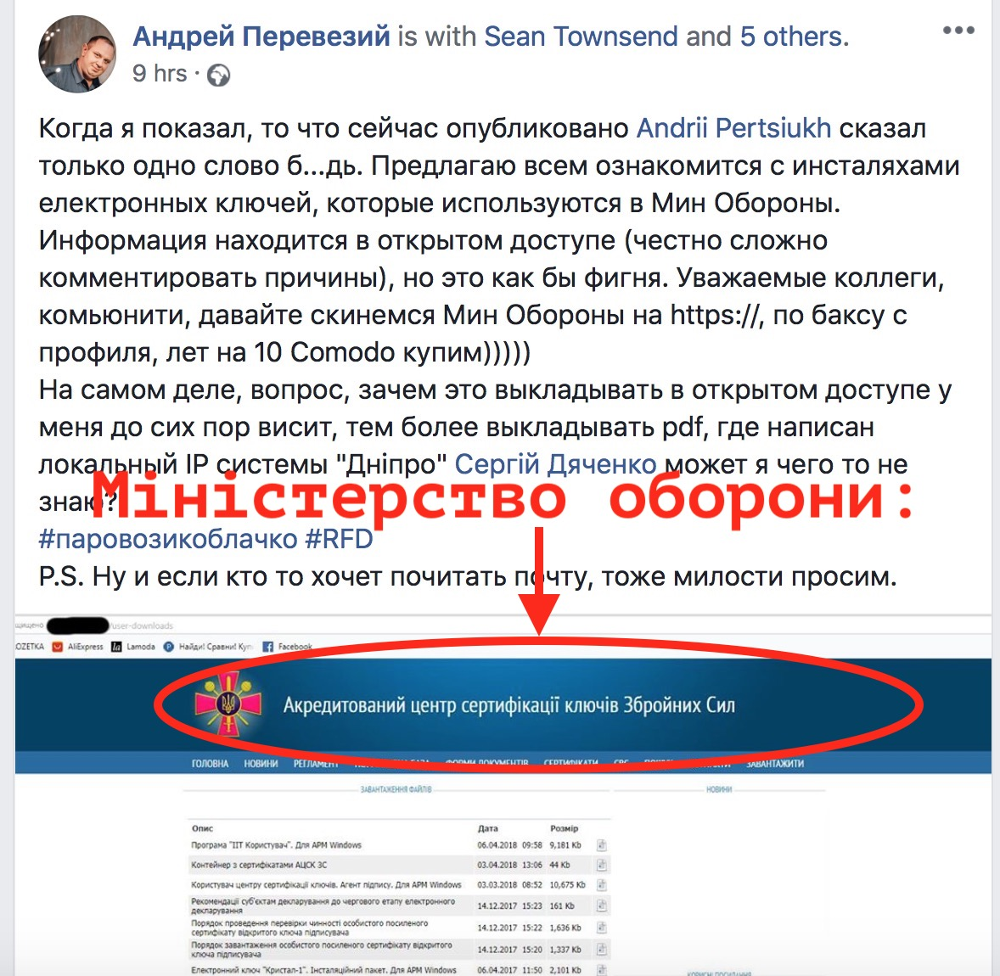 Андрей Перевезий is with Sean Townsend and 5 others.
9 hrs ·
Когда я показал, то что сейчас опубликовано Andrii Pertsiukh сказал
только одно слово б...дь. Предлагаю всем ознакомится с инсталяхами
електронных ключей, которые используются в Мин Обороны.
Информация находится в открытом доступе (честно сложно
комментировать причины), но это как бы фигня. Уважаемые коллеги,
комьюнити, давайте скинемся Мин Обороны на https://, по баксу с
профиля, лет на 10 Comodo купим)))))
На самом деле, вопрос, зачем это выкладывать в открытом доступе у
меня до сих пор висит, тем более выкладывать pdf, где написан
локальный IP системы "Дніпро" Сергій Дяченко может я чего то не
знаю?
Міністерство оборони:
#паровозикоблачко #RFD
P.S. Ну и если кто то хочет почитать почту, тоже милости просим.
/user-downloads
OZETKA AliExpress Lamoda Найди! Сравни! Куп Facebook
Акредитований центр сертифікації ключів Збройних Сил
ГОЛОВНА НОВИНИ РЕГЛАМЕНТ ФОРМИ ДОКУМЕНТІВ СЕРТИФІКАТИ ЗАВАНТАЖИТИ
ЗАВАНТАЖЕННЯ ФАЙЛІВ НОВИНИ
Опис Дата Розмір
Програма "ІІТ Користувач". Для АРМ Windows 06.04.2018 09:58 9,181 Kb
Контейнер з сертифікатами АЦСК ЗС 03.04.2018 13:06 44 Kb
Користувач центру сертифікації ключів. Агент підпису. Для АРМ Windows 03.03.2018 08:52 10,675 Kb
Рекомендації суб'єктам декларування до чергового етапу електронного
декларування 14.12.2017 15:23 161 Kb
Порядок проведення перевірки чинності особистого посиленого
сертифікату відкритого ключа підписувача 14.12.2017 15:22 1,636 Kb
Порядок завантаження особистого посиленого сертифікату відкритого
ключа підписувача 14.12.2017 15:20 1,337 Kb
Електронний ключ "Кристал-1". Інсталяційний пакет. Для АРМ Windows 06.04.2017 11:50 2,101 Kb
КОРИСНІ ПОСИЛАННЯ